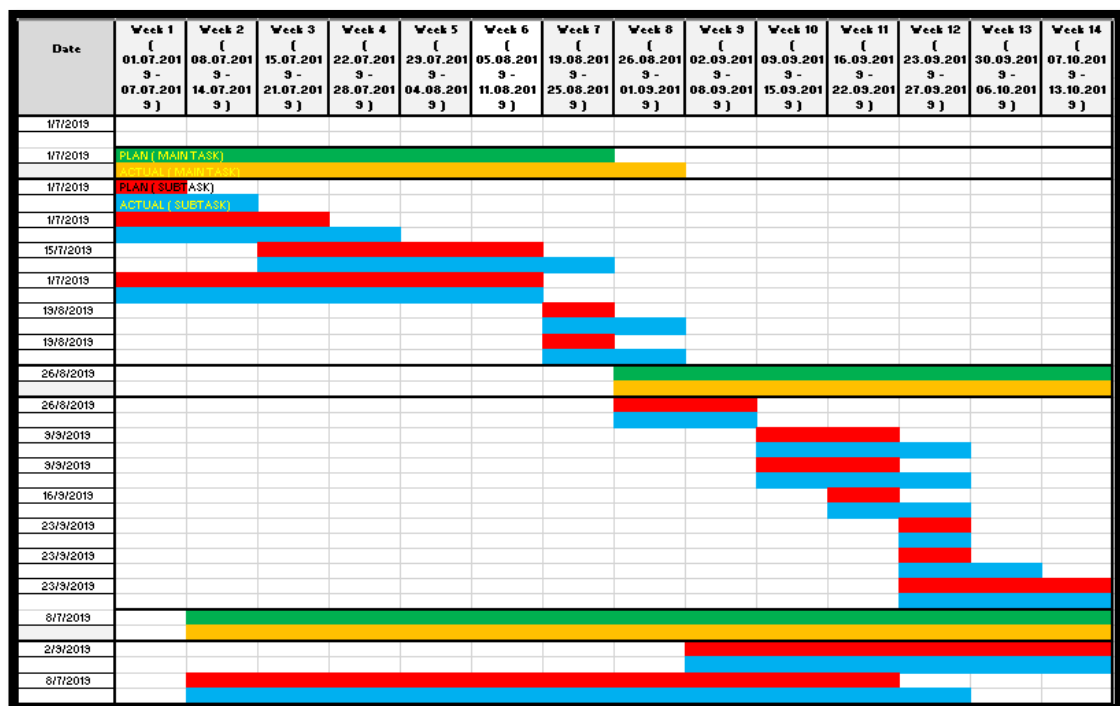 Date
Week 1 ( 01.07.2019 - 07.07.2019 )
Week 2 ( 08.07.2019 - 14.07.2019 )
Week 3 ( 15.07.2019 - 21.07.2019 )
Week 4 ( 22.07.2019 - 28.07.2019 )
Week 5 ( 29.07.2019 - 04.08.2019 )
Week 6 ( 05.08.2019 - 11.08.2019 )
Week 7 ( 19.08.2019 - 25.08.2019 )
Week 8 ( 26.08.2019 - 01.09.2019 )
Week 9 ( 02.09.2019 - 08.09.2019 )
Week 10 ( 09.09.2019 - 15.09.2019 )
Week 11 ( 16.09.2019 - 22.09.2019 )
Week 12 ( 23.09.2019 - 27.09.2019 )
Week 13 ( 30.09.2019 - 06.10.2019 )
Week 14 ( 07.10.2019 - 13.10.2019 )
1/7/2019
1/7/2019
PLAN ( MAIN TASK)
ACTUAL ( MAIN TASK)
1/7/2019
PLAN ( SUBTASK)
ACTUAL ( SUBTASK)
1/7/2019
15/7/2019
1/7/2019
19/8/2019
19/8/2019
26/8/2019
26/8/2019
9/9/2019
9/9/2019
16/9/2019
23/9/2019
23/9/2019
23/9/2019
8/7/2019
2/9/2019
8/7/2019